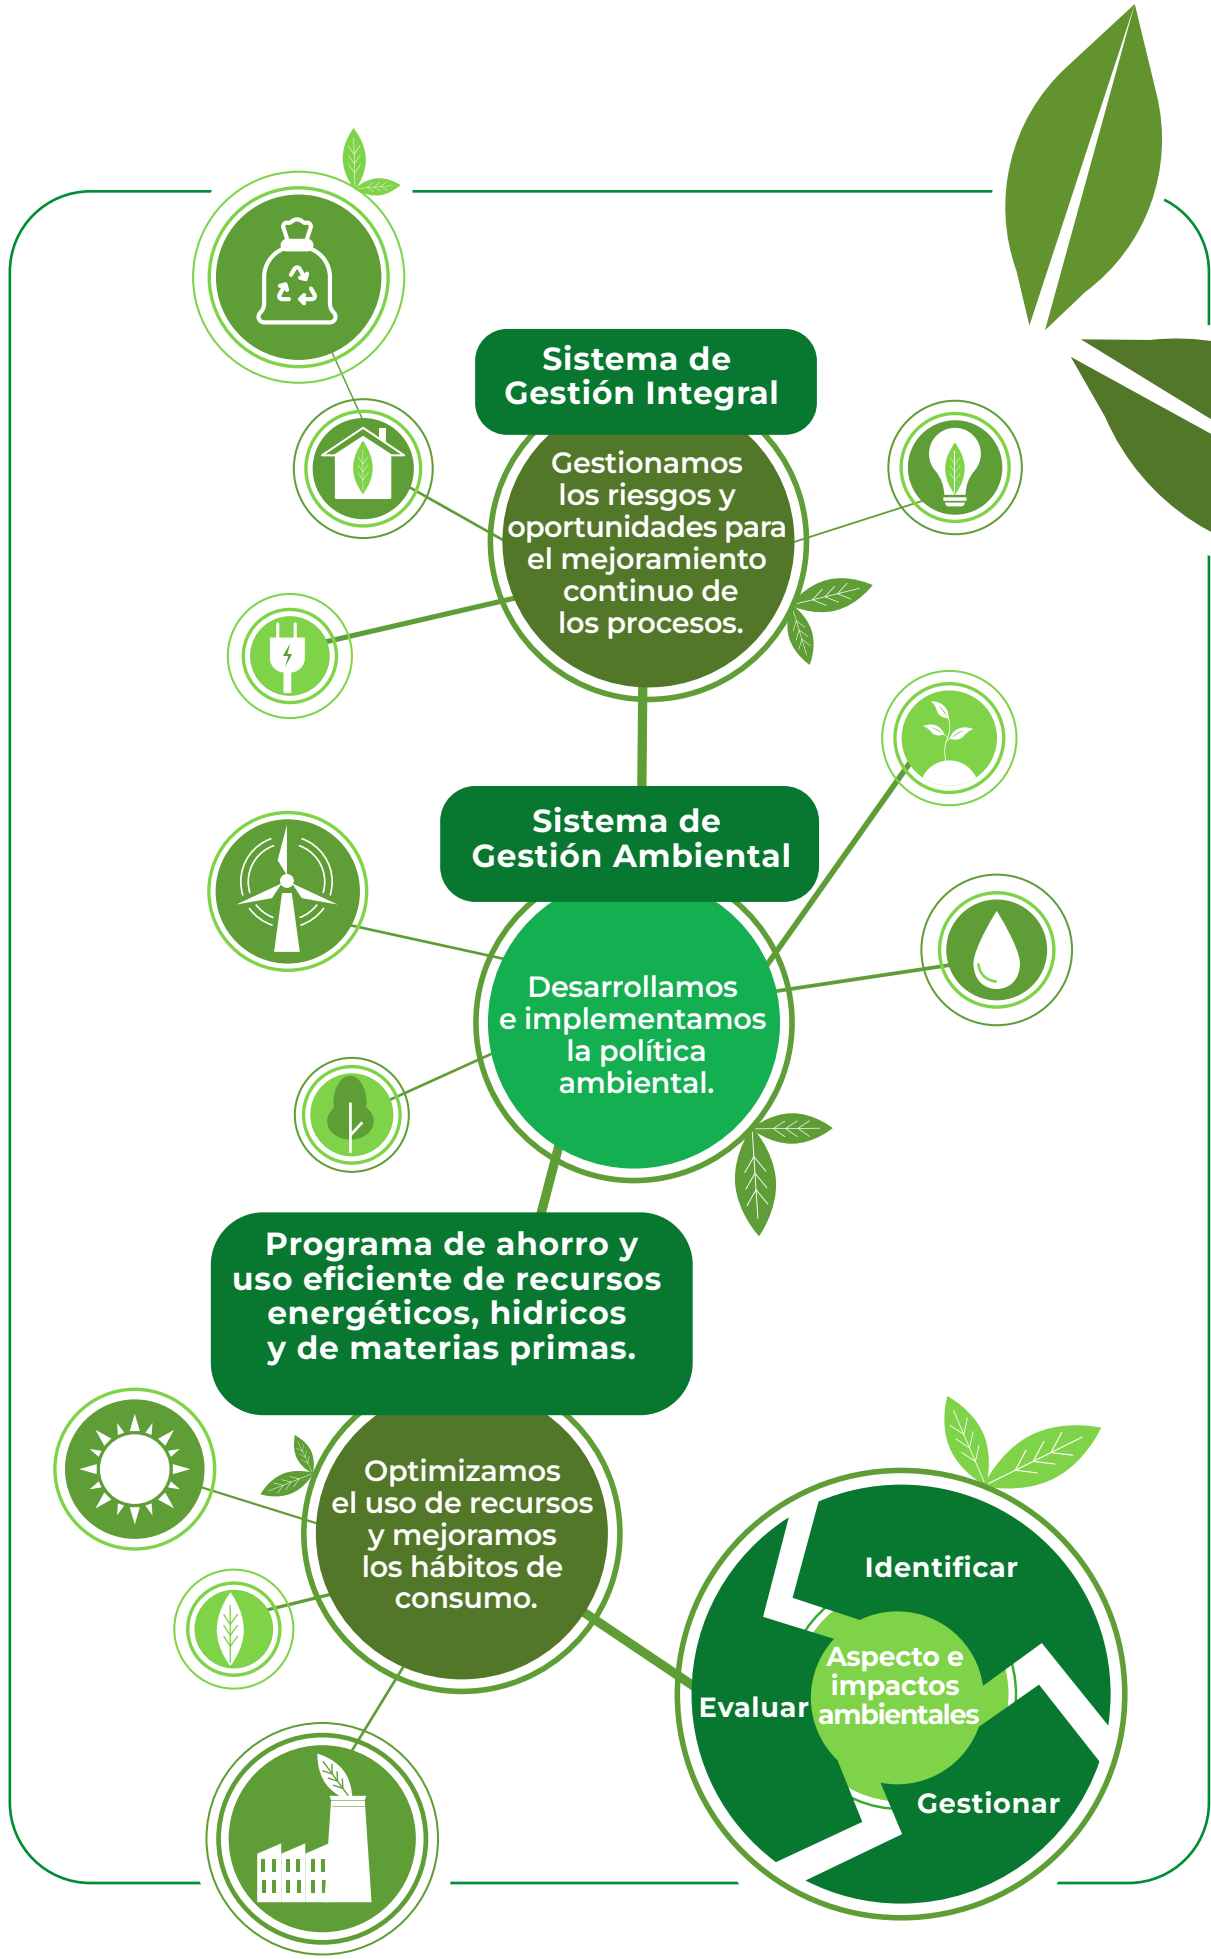 Sistema de
Gestión Integral
Gestionamos
los riesgos y
oportunidades para
el mejoramiento
continuo de
los procesos.
Sistema de
Gestión Ambiental
Desarrollamos
e implementamos
la política
ambiental.
Programa de ahorro y
uso eficiente de recursos
energéticos, hidricos
y de materias primas.
Optimizamos
el uso de recursos
y mejoramos
los hábitos de
consumo.
Identificar
Aspecto e
impactos
ambientales
Evaluar
Gestionar